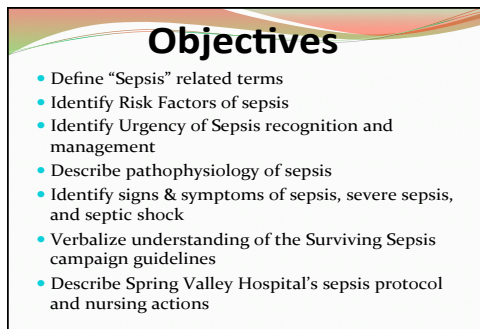 Objectives
• Define “Sepsis” related terms
• Identify Risk Factors of sepsis
• Identify Urgency of Sepsis recognition and
management
• Describe pathophysiology of sepsis
• Identify signs & symptoms of sepsis, severe sepsis,
and septic shock
• Verbalize understanding of the Surviving Sepsis
campaign guidelines
• Describe Spring Valley Hospital’s sepsis protocol
and nursing actions